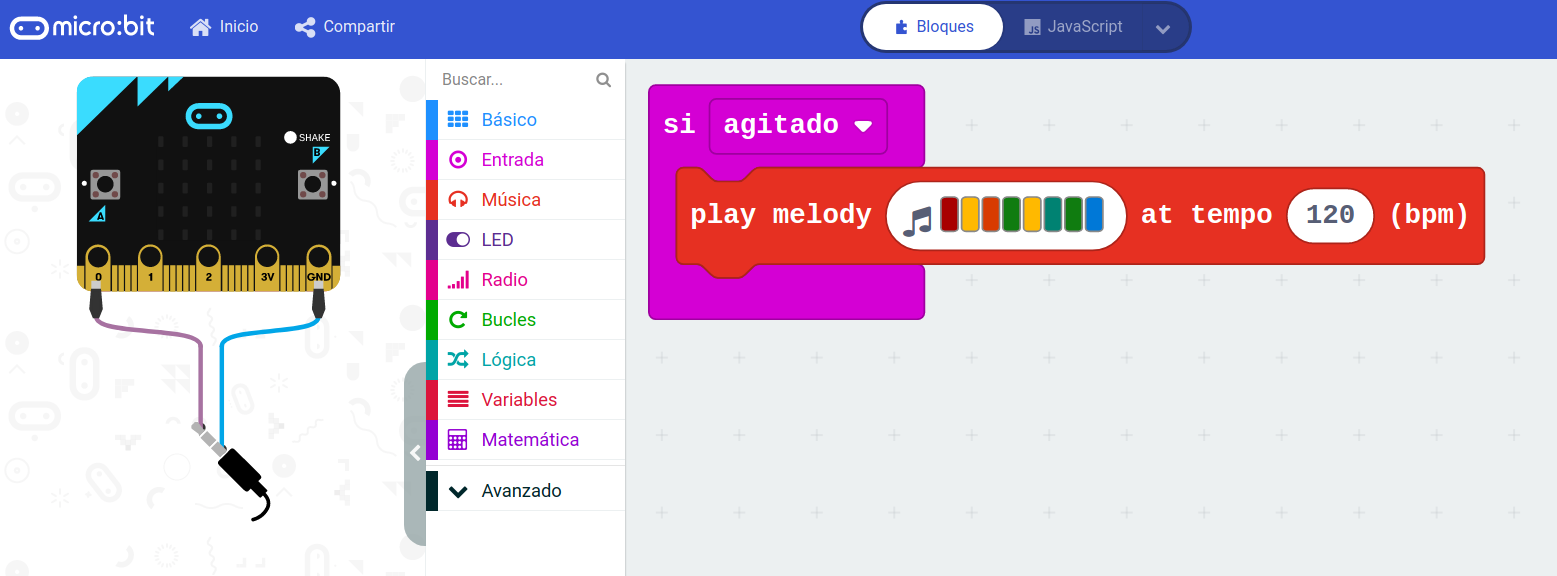 micro:bit Inicio Compartir Bloques JS JavaScript
SHAKE
B
A
0 1 2 3V GND
Buscar...
Básico
Entrada
Música
LED
Radio
Bucles
Lógica
Variables
Matemática
Avanzado
si agitado
play melody at tempo 120 (bpm)